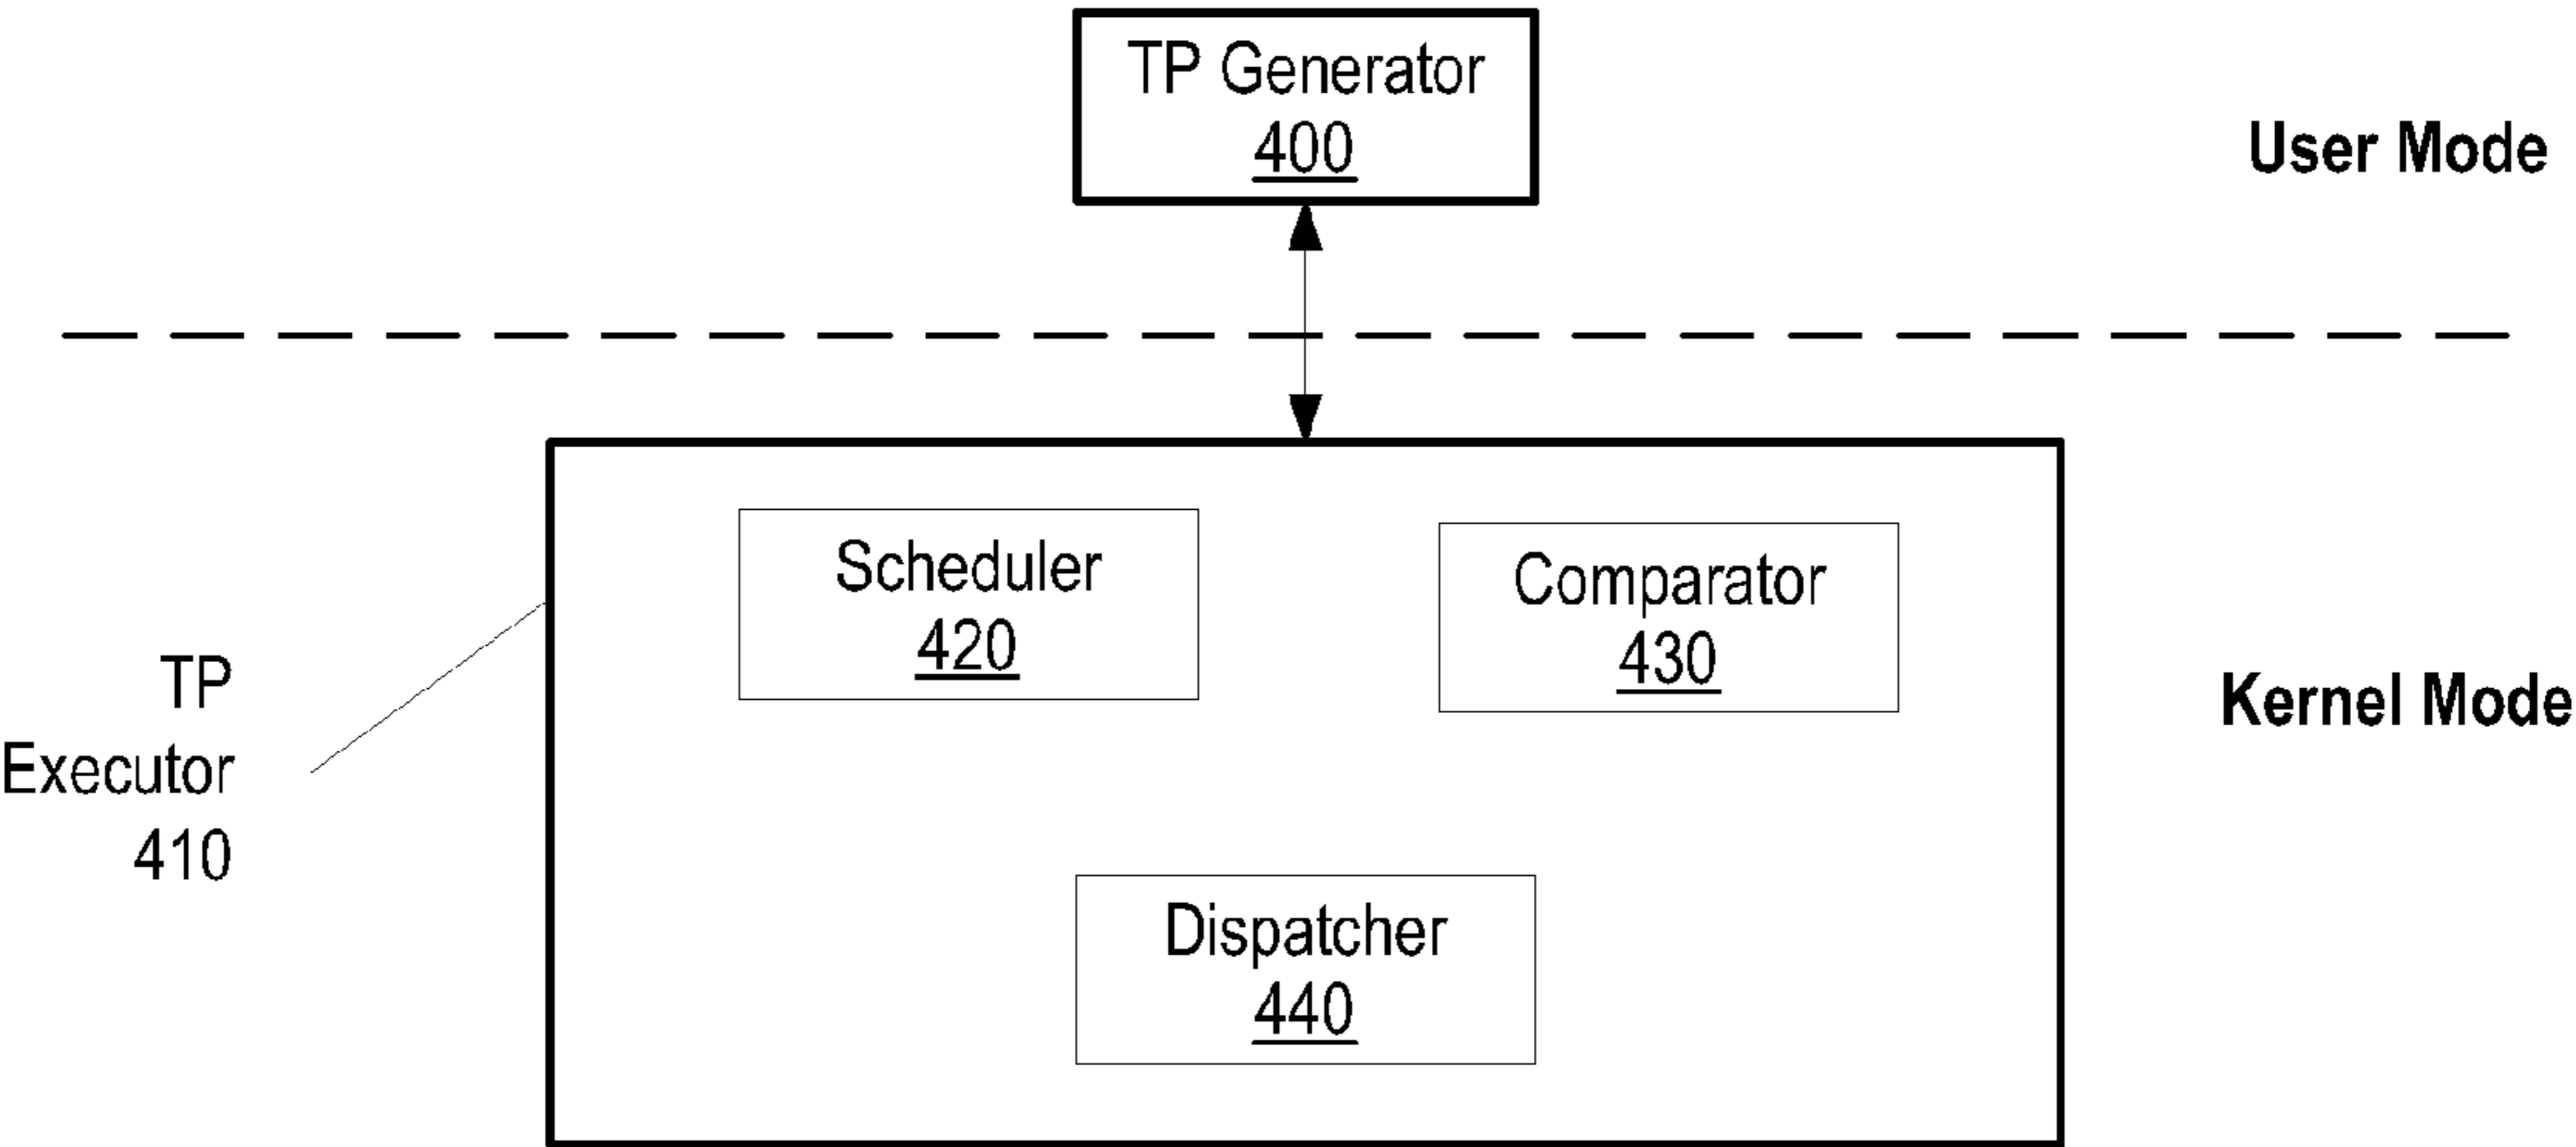 TP Generator
400
User Mode
Scheduler
420
Comparator
430
TP
Executor
410
Kernel Mode
Dispatcher
440